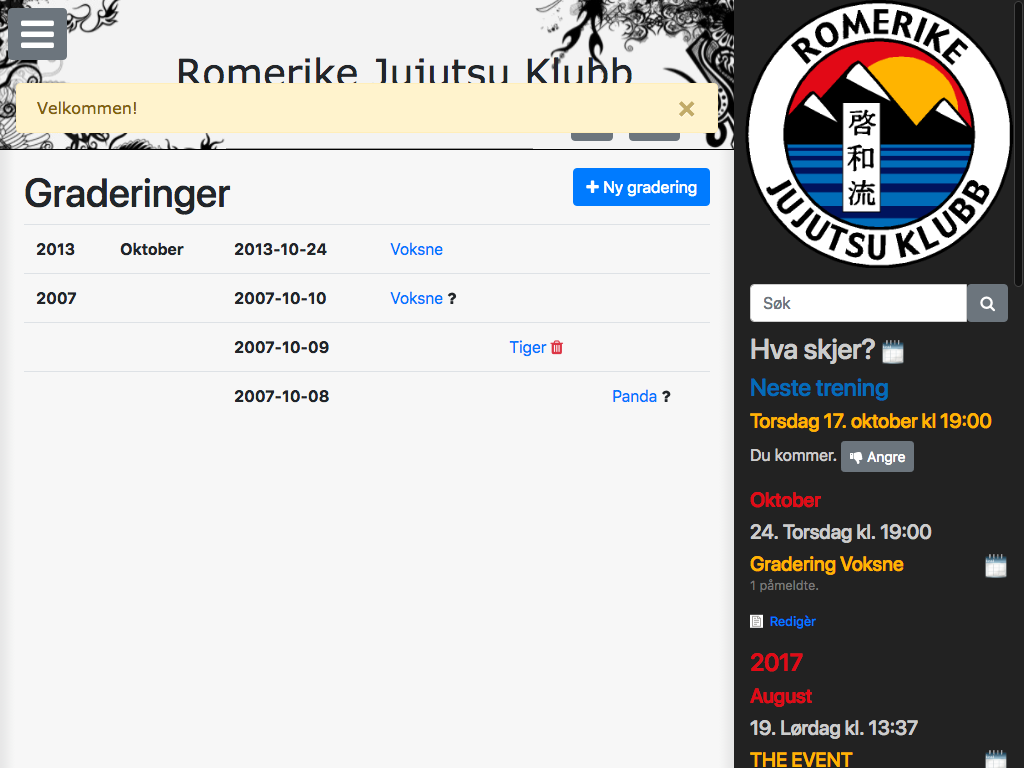 Romerike Jujutsu Klubb
Velkommen! ×
Graderinger
+ Ny gradering
2013 Oktober 2013-10-24 Voksne
2007 2007-10-10 Voksne ?
2007-10-09 Tiger
2007-10-08 Panda ?
ROMERIKE
啓和流
JUJUTSU KLUBB
Søk
Hva skjer?
Neste trening
Torsdag 17. oktober kl 19:00
Du kommer. Angre
Oktober
24. Torsdag kl. 19:00
Gradering Voksne
1 påmeldte.
Redigèr
2017
August
19. Lørdag kl. 13:37
THE EVENT